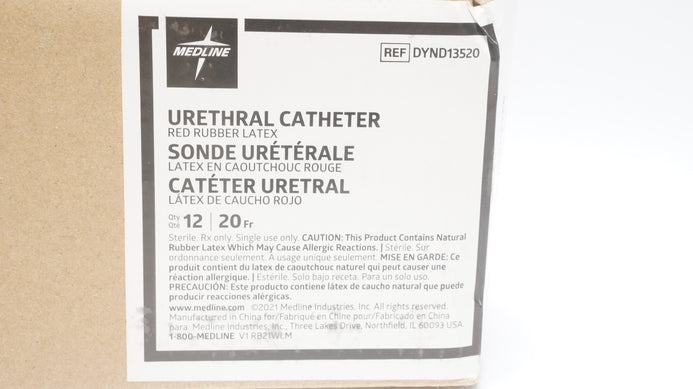 MEDLINE
REF DYND13520
URETHRAL CATHETER
RED RUBBER LATEX
SONDE URÉTÉRALE
LATEX EN CAOUTCHOUC ROUGE
CATÉTER URETRAL
LÁTEX DE CAUCHO ROJO
Qty
Qté 12 | 20 Fr
Sterile. Rx only. Single use only. CAUTION: This Product Contains Natural
Rubber Latex Which May Cause Allergic Reactions. | Stérile. Sur
ordonnance seulement. À usage unique seulement. MISE EN GARDE: Ce
produit contient du latex de caoutchouc naturel qui peut causer une
réaction allergique. | Estérile. Solo bajo receta. Para un solo uso.
PRECAUCIÓN: Este producto contiene látex de caucho natural que puede
producir reacciones alérgicas.
www.medline.com ©2021 Medline Industries, Inc. All rights reserved.
Manufactured in China for/Fabriqué en Chine pour/Fabricado en China
para: Medline Industries, Inc., Three Lakes Drive, Northfield, IL 60093 USA.
1-800-MEDLINE V1 RB21WLM